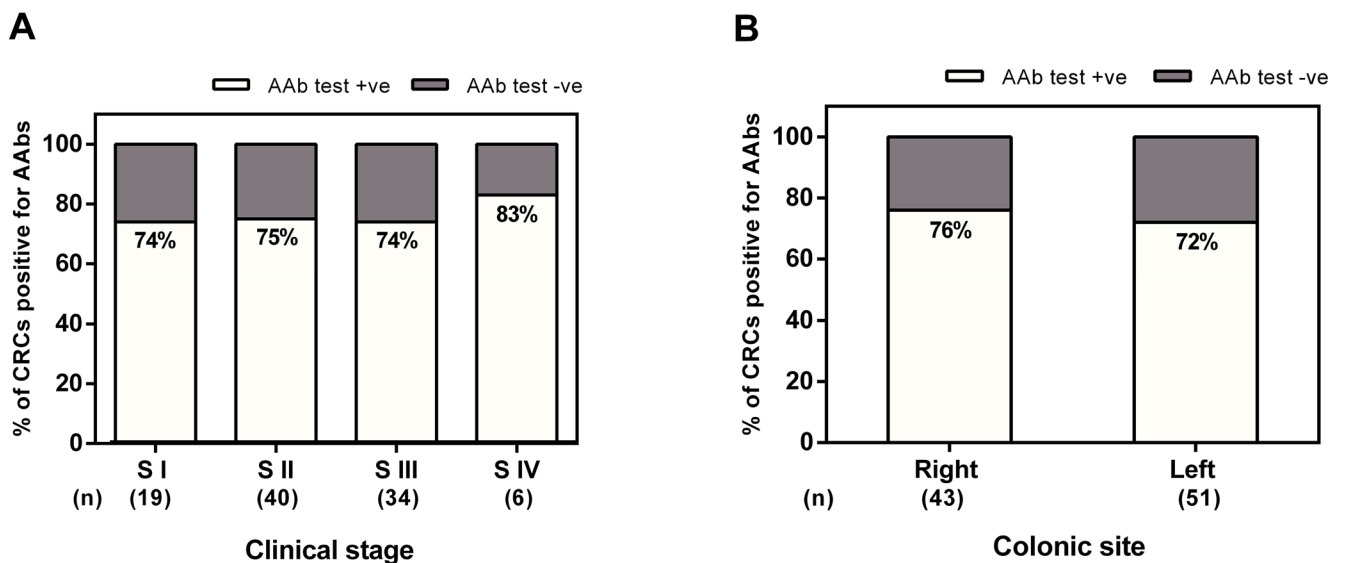 A
AAb test +ve
AAb test -ve
% of CRCs positive for AAbs
100
80
60
40
20
0
74%
75%
74%
83%
S I
S II
S III
S IV
(n)
(19)
(40)
(34)
(6)
Clinical stage
B
AAb test +ve
AAb test -ve
% of CRCs positive for AAbs
100
80
60
40
20
0
76%
72%
Right
Left
(n)
(43)
(51)
Colonic site